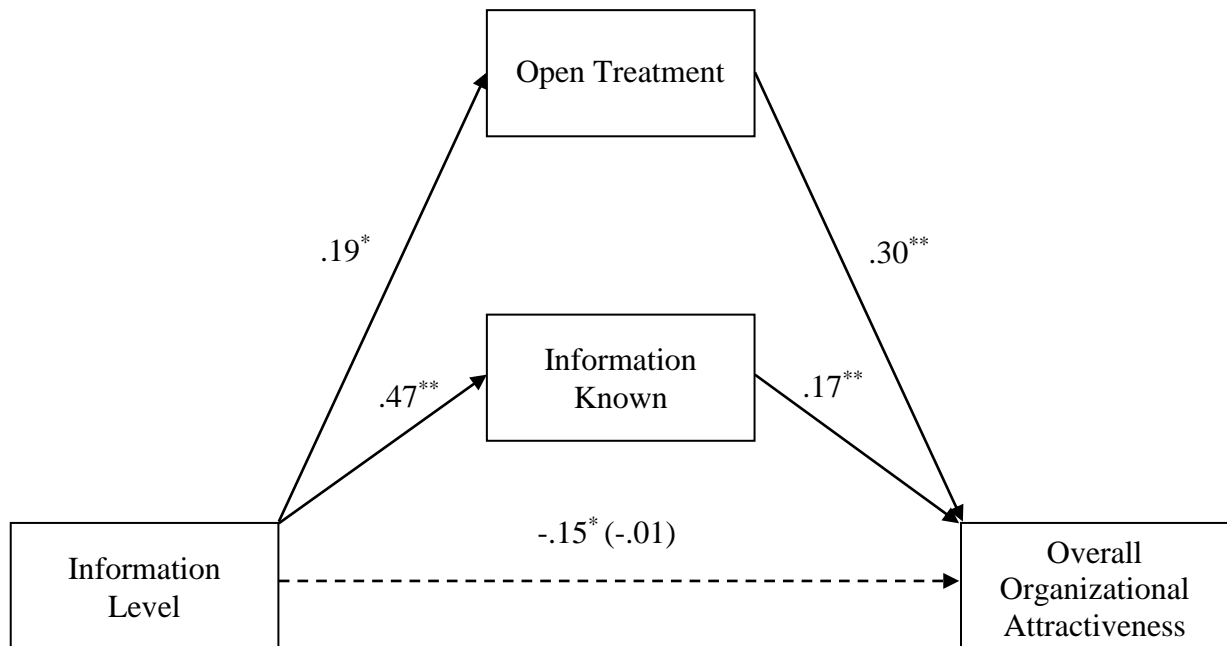 Open Treatment
.19*
.30**
Information
Known
.47**
.17**
-.15* (-.01)
Information
Level
Overall
Organizational
Attractiveness